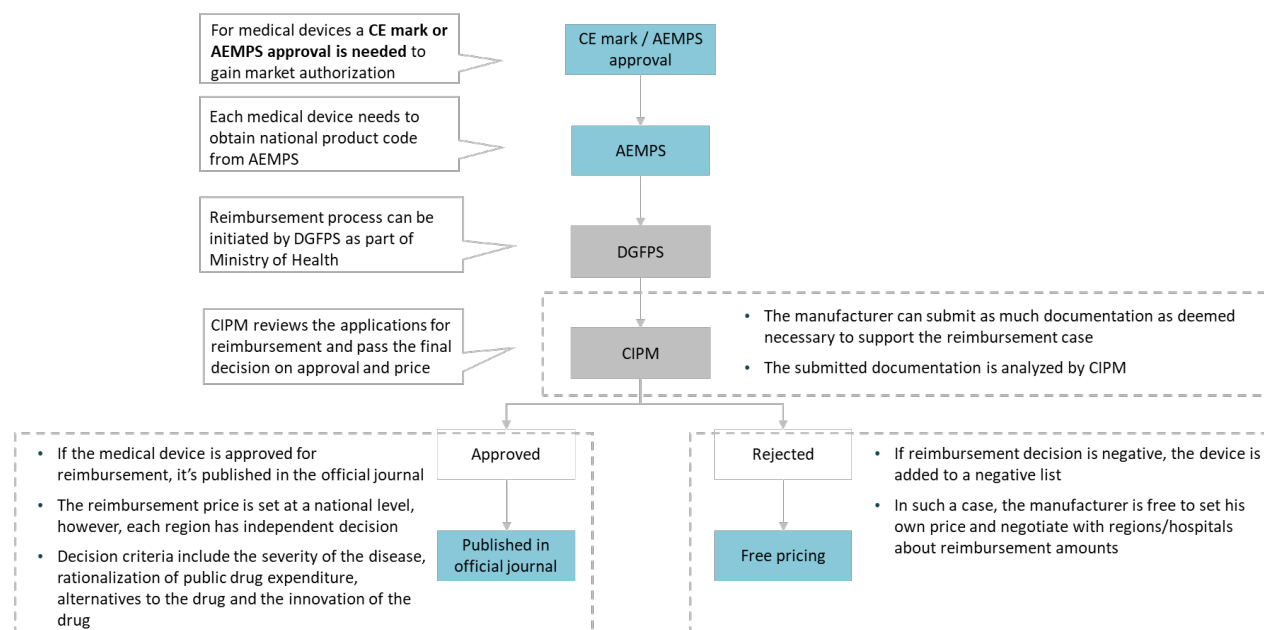 For medical devices a CE mark or
AEMPS approval is needed to
gain market authorization
CE mark / AEMPS
approval
Each medical device needs to
obtain national product code
from AEMPS
AEMPS
Reimbursement process can be
initiated by DGFPS as part of
Ministry of Health
DGFPS
CIPM reviews the applications for
reimbursement and pass the final
decision on approval and price
CIPM
• The manufacturer can submit as much documentation as deemed
necessary to support the reimbursement case
• The submitted documentation is analyzed by CIPM
• If the medical device is approved for
reimbursement, it’s published in the official journal
• The reimbursement price is set at a national level,
however, each region has independent decision
• Decision criteria include the severity of the disease,
rationalization of public drug expenditure,
alternatives to the drug and the innovation of the
drug
Approved
Published in
official journal
Rejected
Free pricing
• If reimbursement decision is negative, the device is
added to a negative list
• In such a case, the manufacturer is free to set his
own price and negotiate with regions/hospitals
about reimbursement amounts